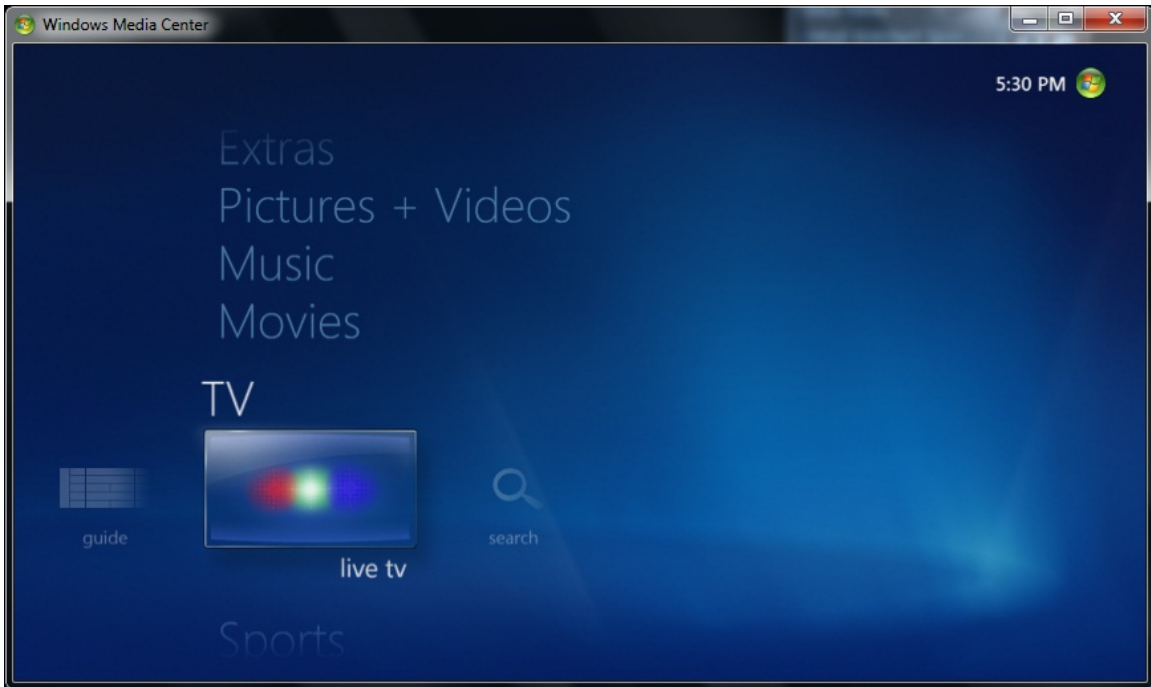 Windows Media Center
5:30 PM
Extras
Pictures + Videos
Music
Movies
TV
guide
search
live tv
Sports